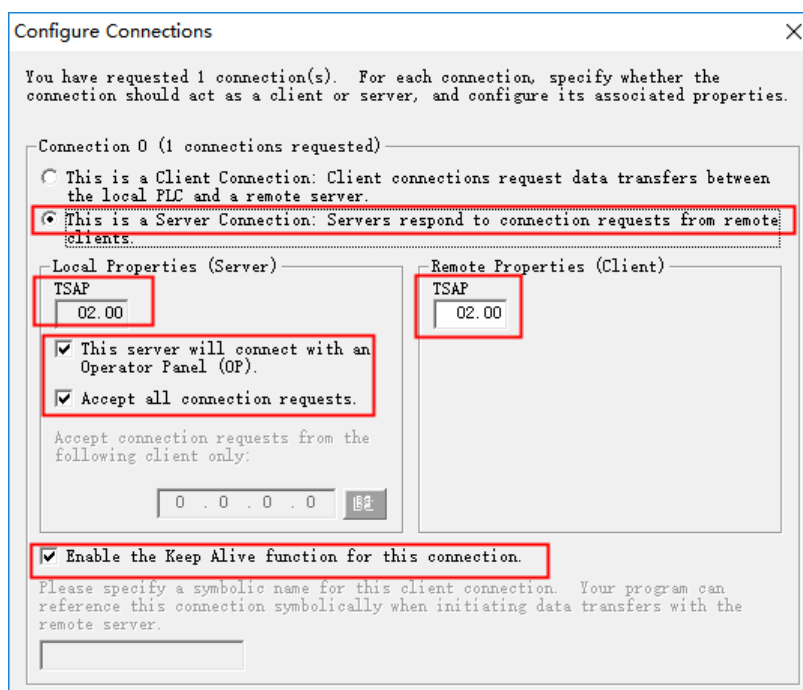 Configure Connections
You have requested 1 connection(s). For each connection, specify whether the
connection should act as a client or server, and configure its associated properties.
Connection 0 (1 connections requested)
This is a Client Connection: Client connections request data transfers between
the local PLC and a remote server.
This is a Server Connection: Servers respond to connection requests from remote
clients.
Local Properties (Server)
TSAP
02.00
This server will connect with an
Operator Panel (OP).
Accept all connection requests.
Accept connection requests from the
following client only:
0 . 0 . 0 . 0
Remote Properties (Client)
TSAP
02.00
Enable the Keep Alive function for this connection.
Please specify a symbolic name for this client connection. Your program can
reference this connection symbolically when initiating data transfers with the
remote server.